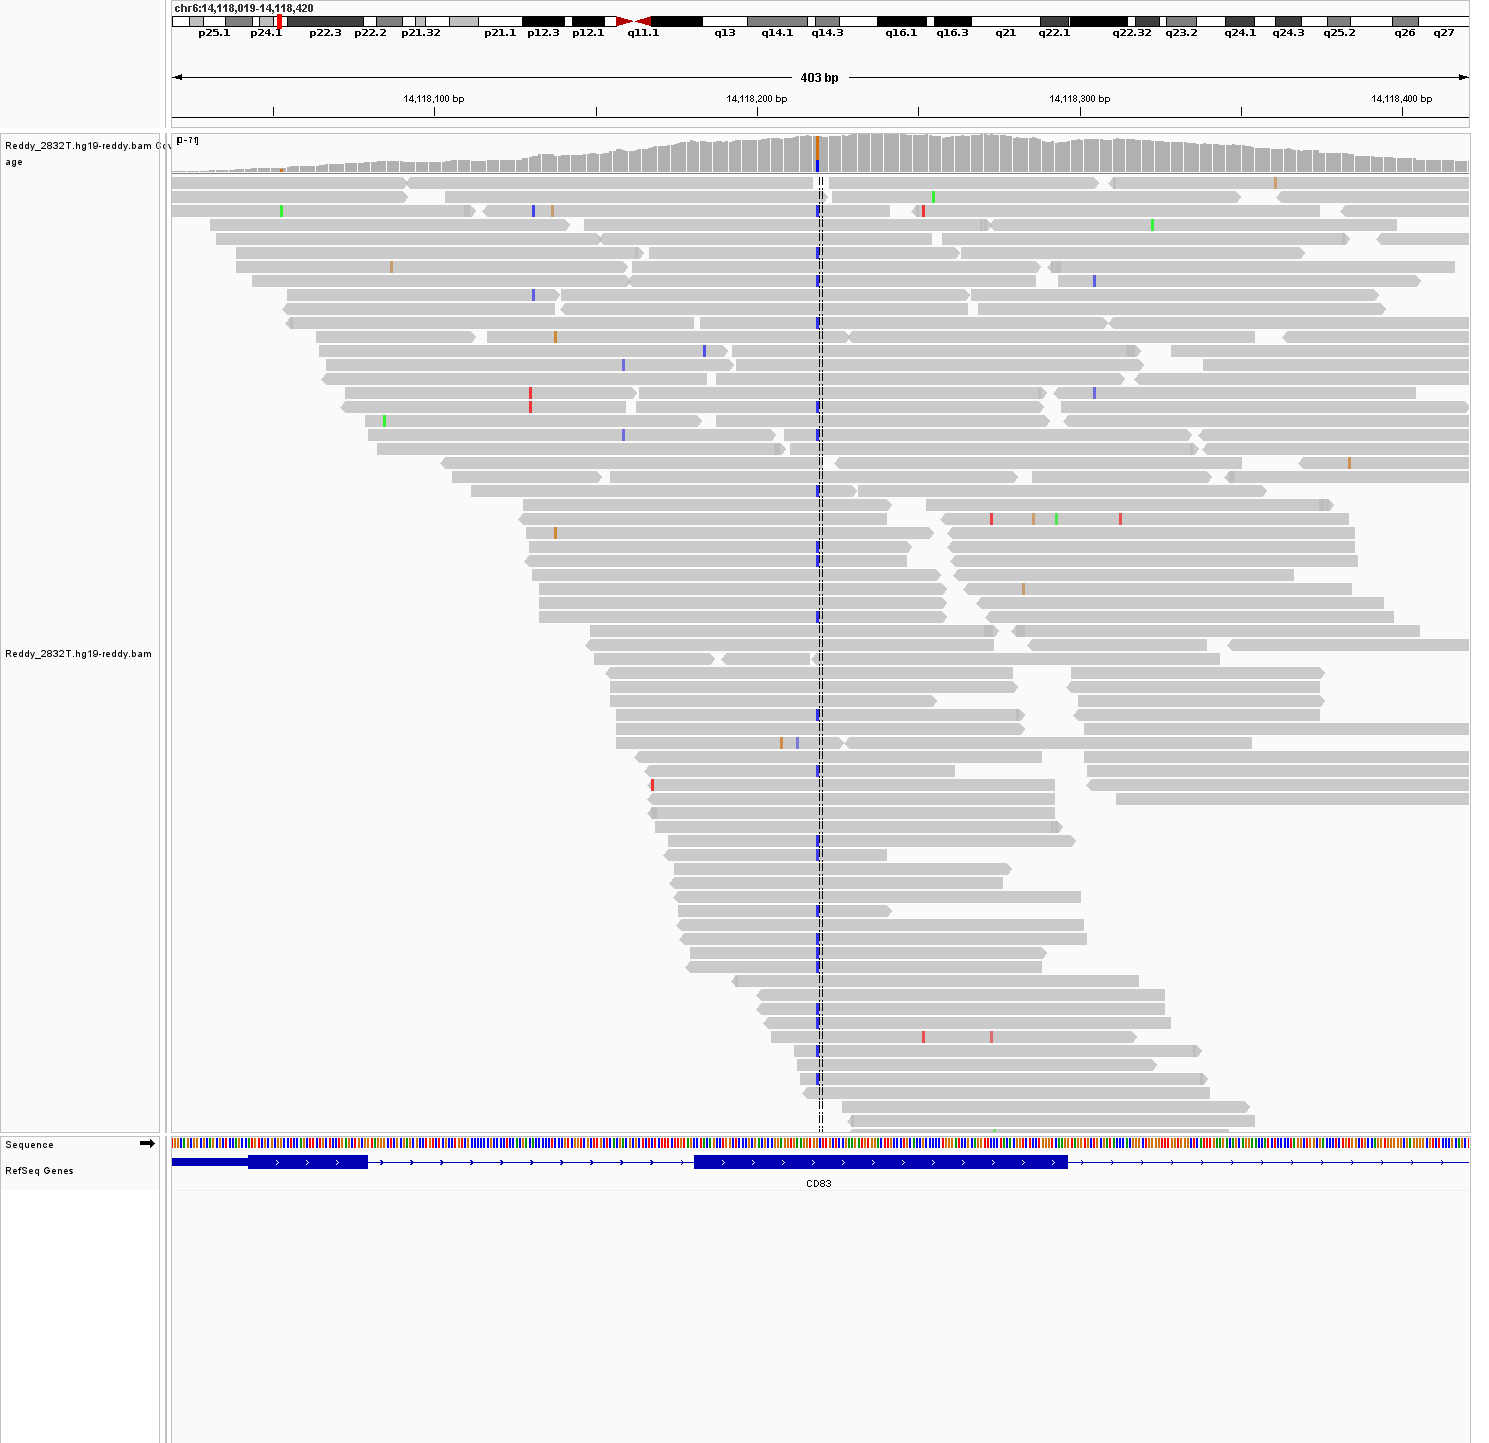 chr6:14,118,019-14,118,420
p25.1 p24.1 p22.3 p22.2 p21.32 p21.1 p12.3 p12.1 q11.1 q13 q14.1 q14.3 q16.1 q16.3 q21 q22.1 q22.32 q23.2 q24.1 q24.3 q25.2 q26 q27
403 bp
14,118,100 bp 14,118,200 bp 14,118,300 bp 14,118,400 bp
[0-71]
Reddy_2832T.hg19-reddy.bam Cov
age
Reddy_2832T.hg19-reddy.bam
Sequence
RefSeq Genes
CD83